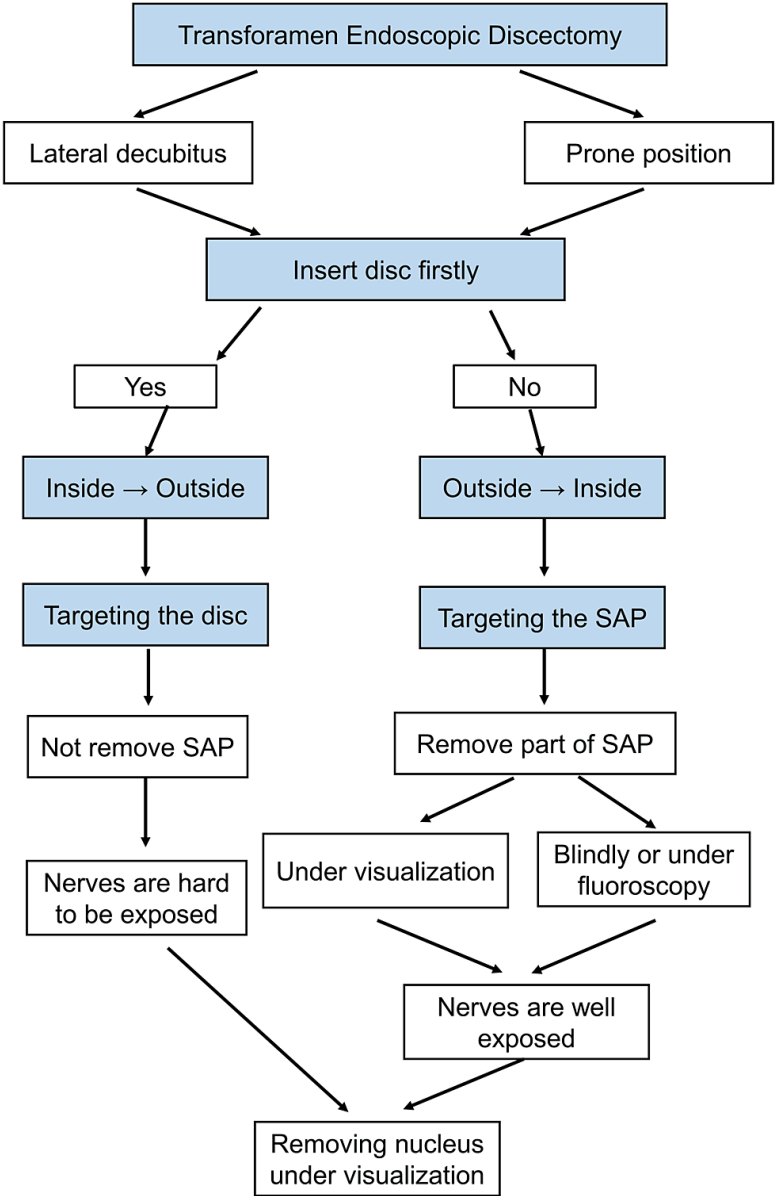 Transforamen Endoscopic Discectomy
Lateral decubitus
Prone position
Insert disc firstly
Yes
No
Inside → Outside
Outside → Inside
Targeting the disc
Targeting the SAP
Not remove SAP
Remove part of SAP
Under visualization
Blindly or under
fluoroscopy
Nerves are hard
to be exposed
Nerves are well
exposed
Removing nucleus
under visualization